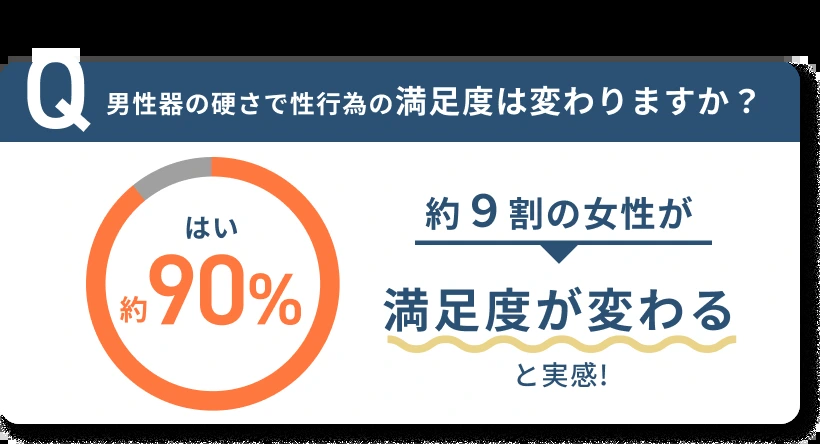 Q 男性器の硬さで性行為の満足度は変わりますか？
はい
約90%
約9割の女性が
満足度が変わる
と実感!